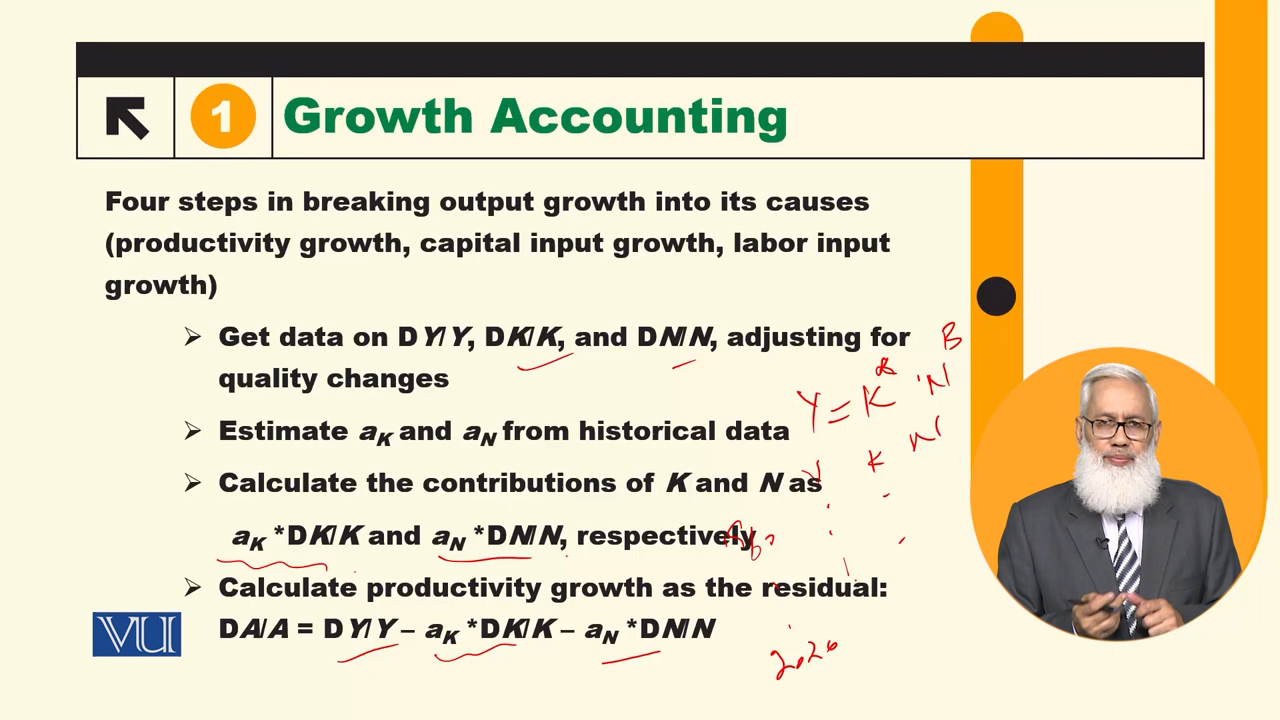 1 Growth Accounting
Four steps in breaking output growth into its causes
(productivity growth, capital input growth, labor input
growth)
➢ Get data on DY/Y, DK/K, and DN/N, adjusting for
quality changes
B
Y = K N
➢ Estimate aK and aN from historical data
➢ Calculate the contributions of K and N as
Y K N
aK *DK/K and aN *DN/N, respectively
➢ Calculate productivity growth as the residual:
DA/A = DY/Y – aK *DK/K – aN *DN/N
VU
2020